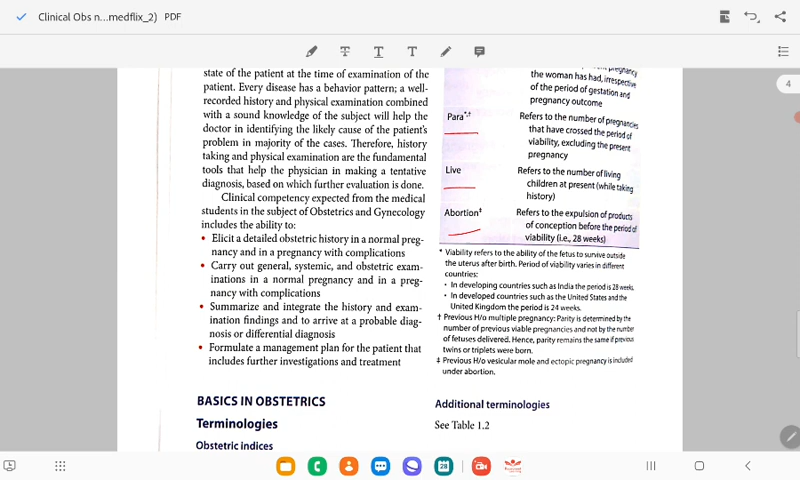 Clinical Obs n...medflix_2) PDF
4
state of the patient at the time of examination of the
patient. Every disease has a behavior pattern; a well-
recorded history and physical examination combined
with a sound knowledge of the subject will help the
doctor in identifying the likely cause of the patient's
problem in majority of the cases. Therefore, history
taking and physical examination are the fundamental
tools that help the physician in making a tentative
diagnosis, based on which further evaluation is done.
Clinical competency expected from the medical
students in the subject of Obstetrics and Gynecology
includes the ability to:
• Elicit a detailed obstetric history in a normal preg-
nancy and in a pregnancy with complications
• Carry out general, systemic, and obstetric exam-
inations in a normal pregnancy and in a preg-
nancy with complications
• Summarize and integrate the history and exam-
ination findings and to arrive at a probable diag-
nosis or differential diagnosis
• Formulate a management plan for the patient that
includes further investigations and treatment
BASICS IN OBSTETRICS
Terminologies
Obstetric indices
pregnancy
the woman has had, irrespective
of the period of gestation and
pregnancy outcome
Para*,† Refers to the number of pregnancies
that have crossed the period of
viability, excluding the present
pregnancy
Live Refers to the number of living
children at present (while taking
history)
Abortion‡ Refers to the expulsion of products
of conception before the period of
viability (i.e., 28 weeks)
* Viability refers to the ability of the fetus to survive outside
the uterus after birth. Period of viability varies in different
countries:
• In developing countries such as India the period is 28 weeks.
• In developed countries such as the United States and the
United Kingdom the period is 24 weeks.
† Previous H/o multiple pregnancy: Parity is determined by the
number of previous viable pregnancies and not by the number
of fetuses delivered. Hence, parity remains the same if previous
twins or triplets were born.
‡ Previous H/o vesicular mole and ectopic pregnancy is included
under abortion.
Additional terminologies
See Table 1.2
28